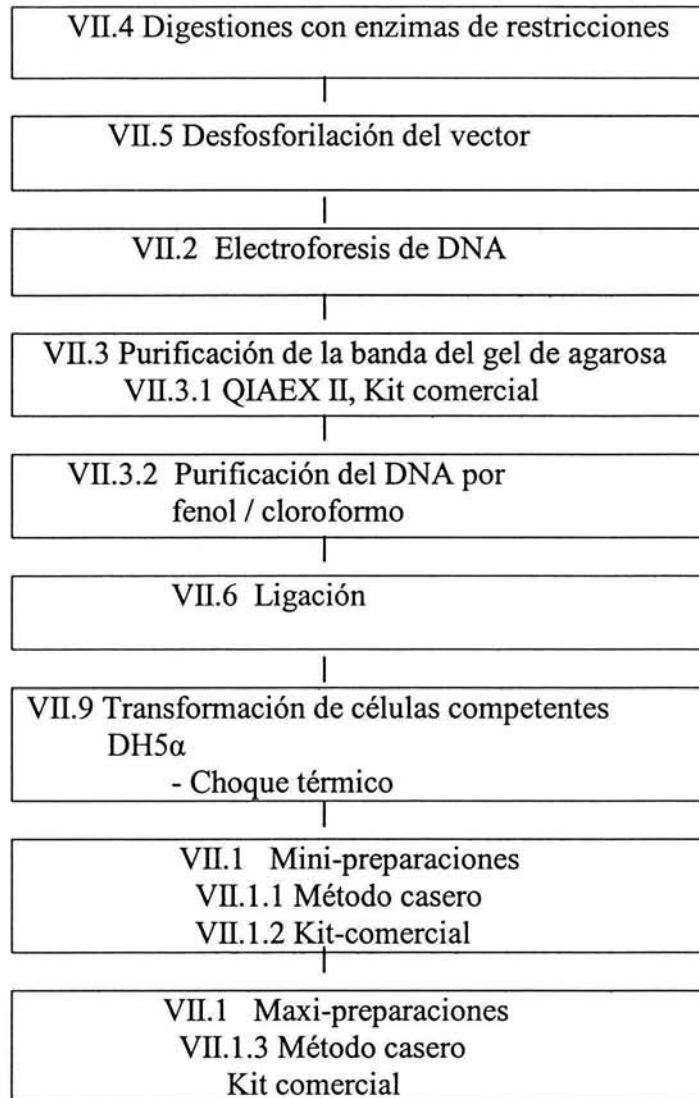 VII.4 Digestiones con enzimas de restricciones
VII.5 Desfosforilación del vector
VII.2 Electroforesis de DNA
VII.3 Purificación de la banda del gel de agarosa
VII.3.1 QIAEX II, Kit comercial
VII.3.2 Purificación del DNA por
fenol / cloroformo
VII.6 Ligación
VII.9 Transformación de células competentes
DH5α
- Choque térmico
VII.1 Mini-preparaciones
VII.1.1 Método casero
VII.1.2 Kit-comercial
VII.1 Maxi-preparaciones
VII.1.3 Método casero
Kit comercial